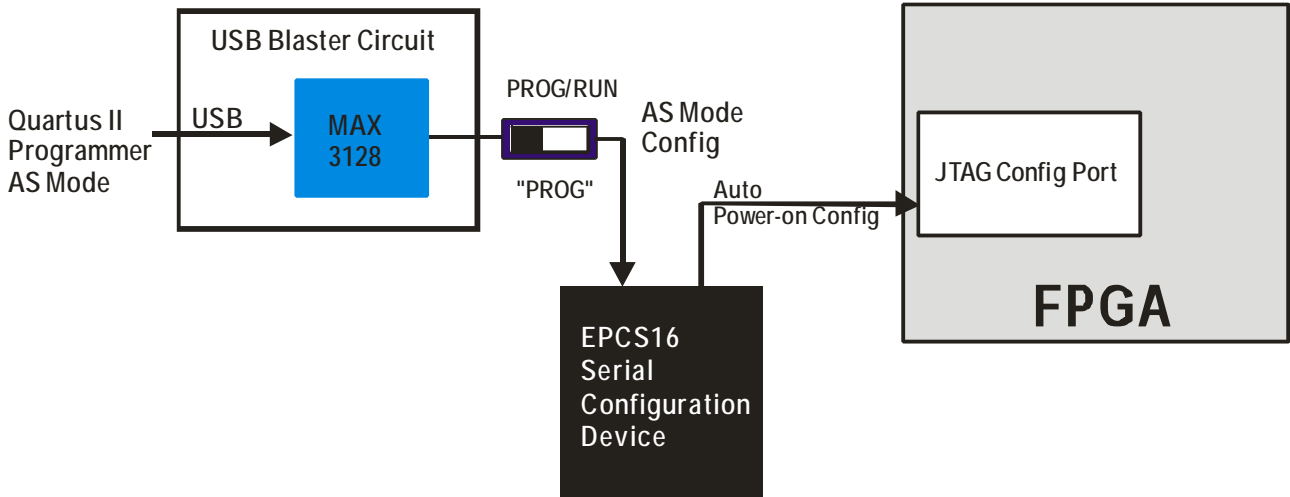 USB Blaster Circuit
Quartus II
Programmer
AS Mode
USB
MAX
3128
PROG/RUN
"PROG"
AS Mode
Config
Auto
Power-on Config
JTAG Config Port
FPGA
EPCS16
Serial
Configuration
Device